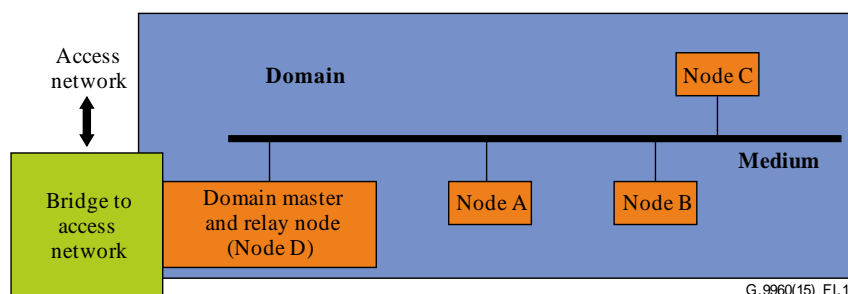 Access
network
Domain
Node C
Medium
Bridge to
access
network
Domain master
and relay node
(Node D)
Node A
Node B
G.9960(15)_FI.1